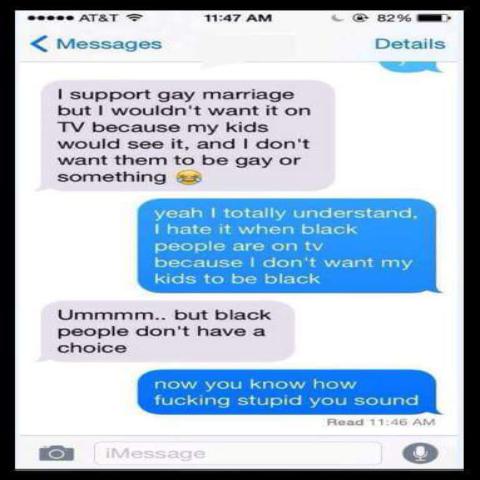 AT&T 11:47 AM 82%
Messages Details
I support gay marriage
but I wouldn't want it on
TV because my kids
would see it, and I don't
want them to be gay or
something 😂
yeah I totally understand,
I hate it when black
people are on tv
because I don't want my
kids to be black
Ummmm.. but black
people don't have a
choice
now you know how
fucking stupid you sound
Read 11:46 AM
iMessage